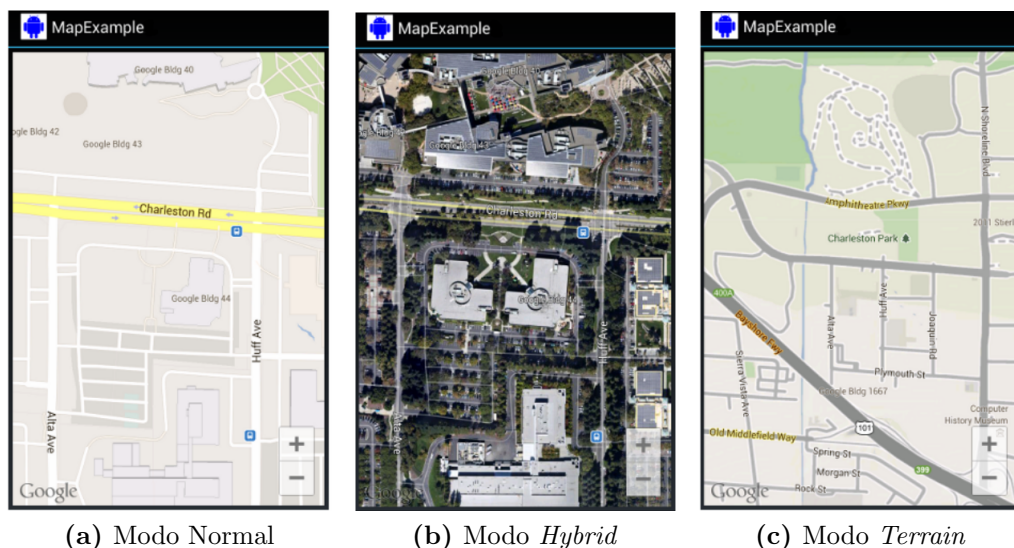 MapExample
Google Bldg 40
ogle Bldg 42
Google Bldg 43
Charleston Rd
Google Bldg 44
Huff Ave
Alta Ave
+
−
Google
(a) Modo Normal
MapExample
Charleston Rd
Huff Ave
Alta Ave
+
−
Google
(b) Modo Hybrid
MapExample
N Shoreline Blvd
Amphitheatre Pkwy
Charleston Park
400A
Bayshore Fwy
Alta Ave
Huff Ave
Joaquin Rd
Sierra Vista Ave
Plymouth St
Google Bldg 1667
Computer
History Museum
101
Old Middlefield Way
Spring St
Morgan St
Rock St
399
+
−
Google
(c) Modo Terrain